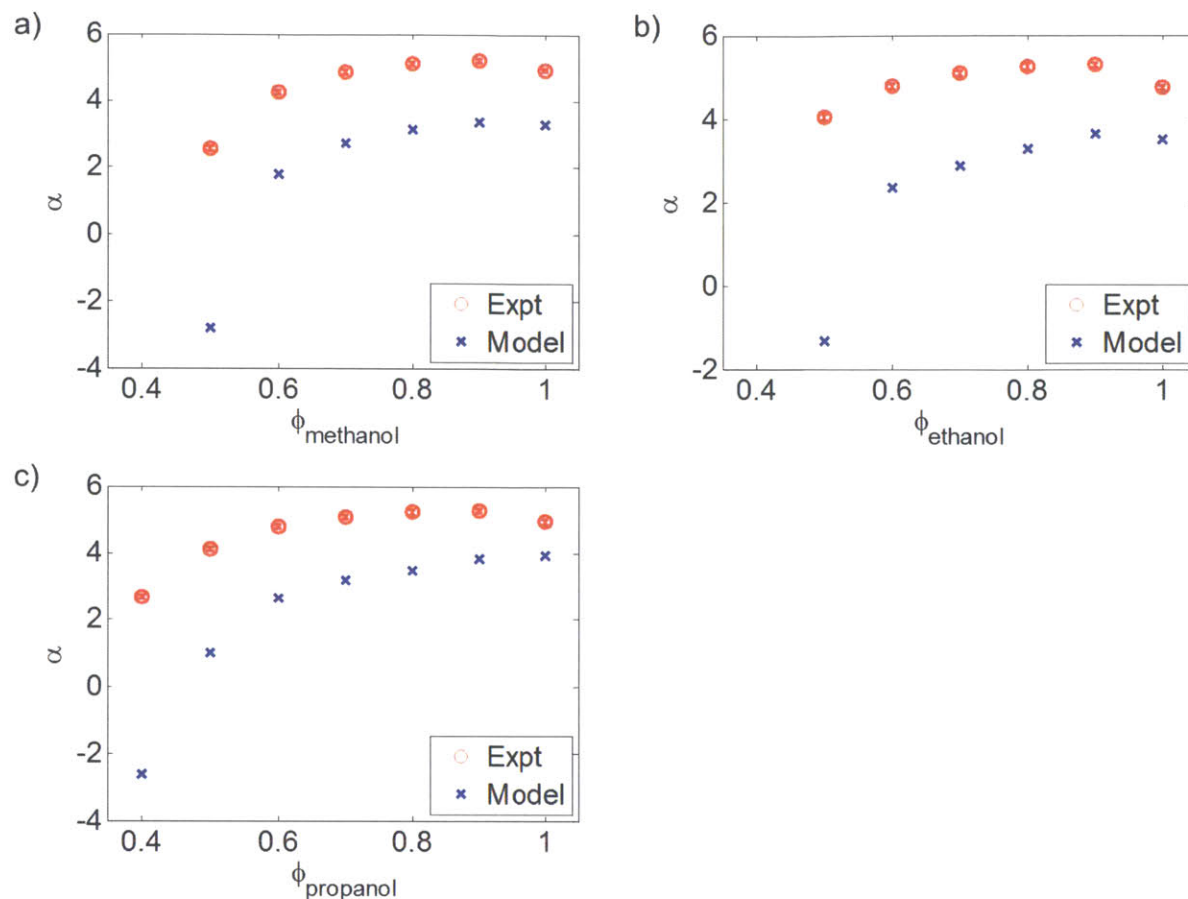 a)
6
4
2
0
-2
-4
α
0.4 0.6 0.8 1
ϕmethanol
Expt
Model
b)
6
4
2
0
-2
α
0.4 0.6 0.8 1
ϕethanol
Expt
Model
c)
6
4
2
0
-2
-4
α
0.4 0.6 0.8 1
ϕpropanol
Expt
Model